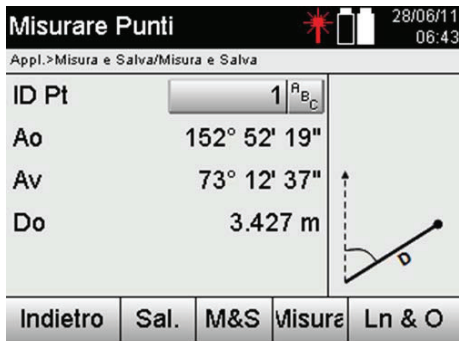 Misurare Punti 28/06/11 06:43
Appl.>Misura e Salva/Misura e Salva
ID Pt 1 ABC
Ao 152° 52' 19"
Av 73° 12' 37"
Do 3.427 m
D
Indietro Sal. M&S Misura Ln & O